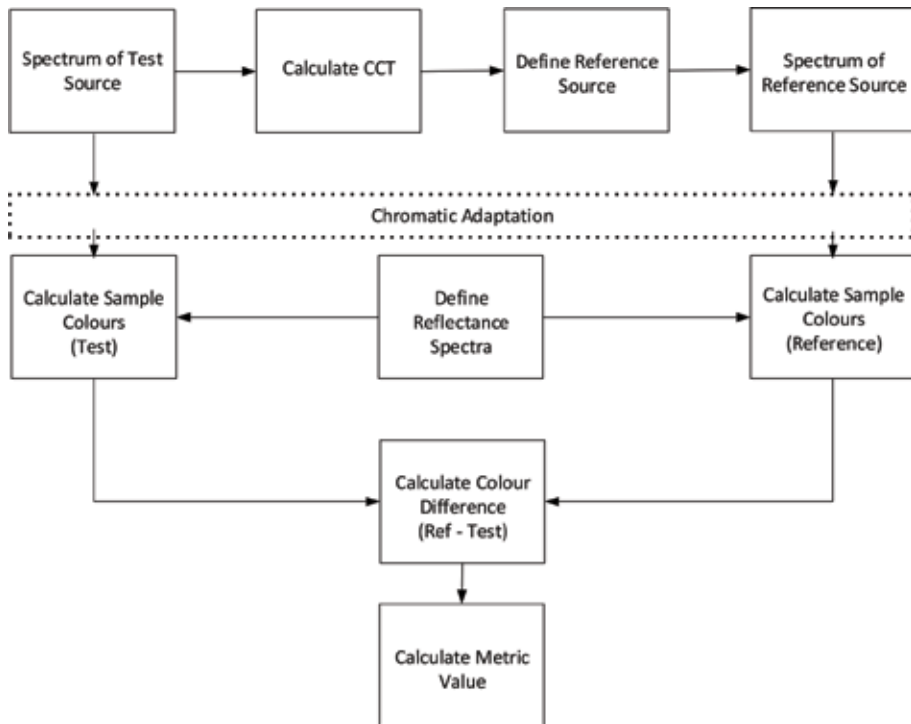 Spectrum of Test
Source
Calculate CCT
Define Reference
Source
Spectrum of
Reference Source
Chromatic Adaptation
Calculate Sample
Colours
(Test)
Define
Reflectance
Spectra
Calculate Sample
Colours
(Reference)
Calculate Colour
Difference
(Ref - Test)
Calculate Metric
Value